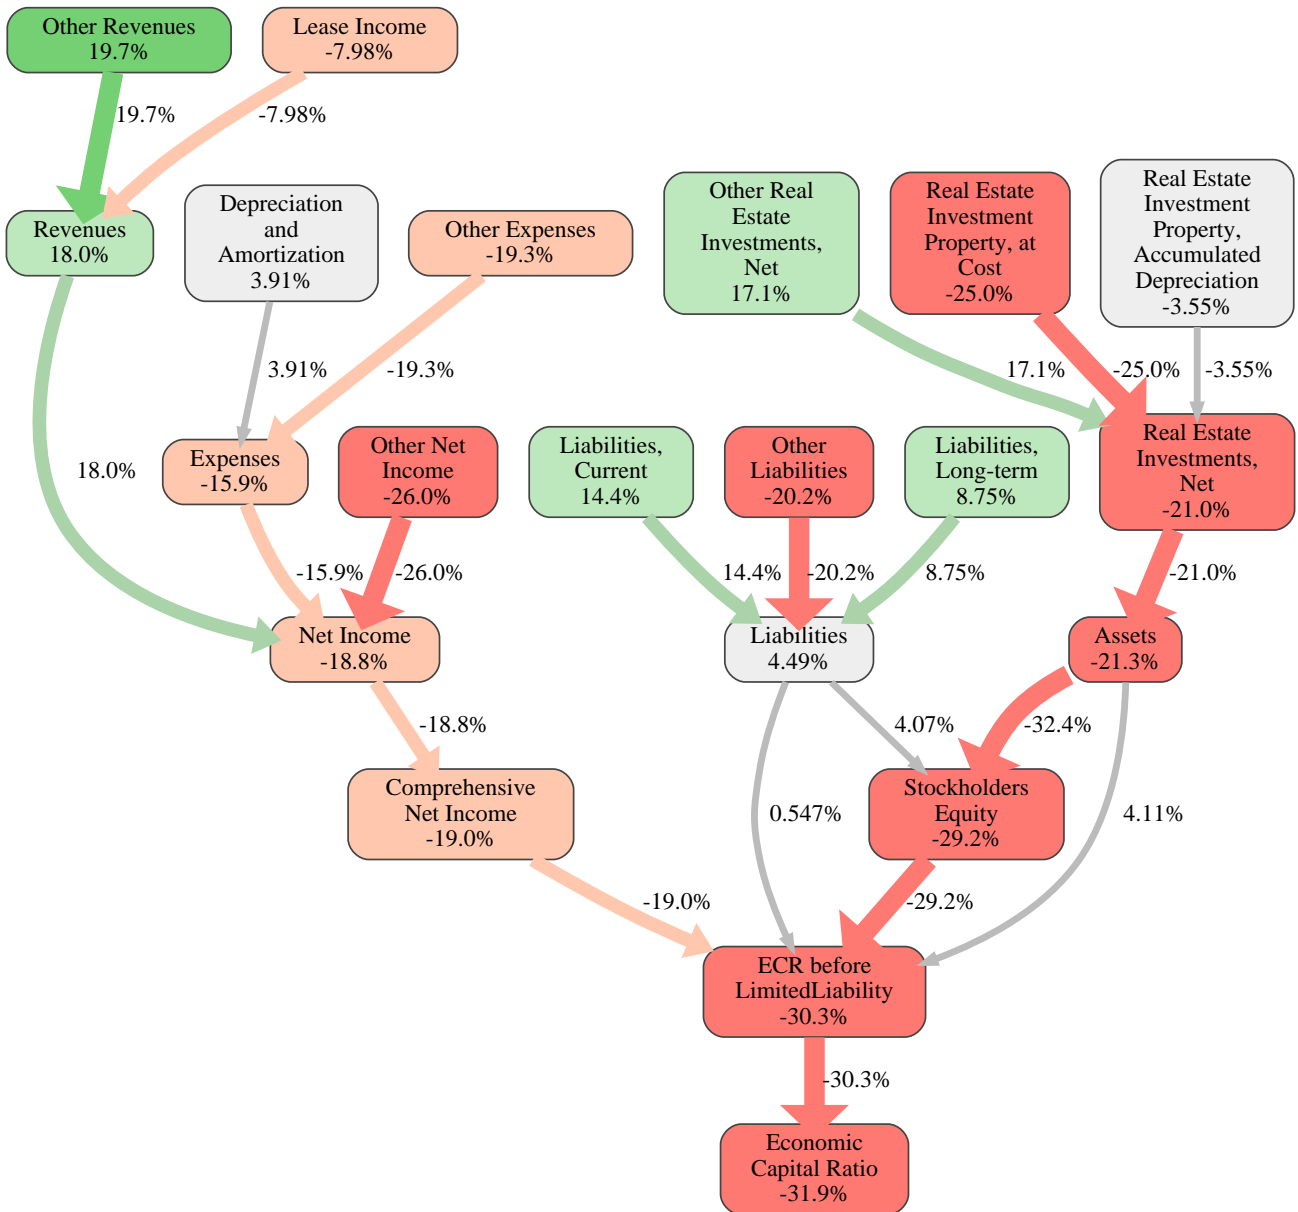 Other Revenues
19.7%
Lease Income
-7.98%
19.7%
-7.98%
Revenues
18.0%
Depreciation
and
Amortization
3.91%
Other Expenses
-19.3%
Other Real
Estate
Investments,
Net
17.1%
Real Estate
Investment
Property, at
Cost
-25.0%
Real Estate
Investment
Property,
Accumulated
Depreciation
-3.55%
3.91%
-19.3%
17.1%
-25.0%
-3.55%
18.0%
Expenses
-15.9%
Other Net
Income
-26.0%
Liabilities,
Current
14.4%
Other
Liabilities
-20.2%
Liabilities,
Long-term
8.75%
Real Estate
Investments,
Net
-21.0%
-15.9%
-26.0%
14.4%
-20.2%
8.75%
-21.0%
Net Income
-18.8%
Liabilities
4.49%
Assets
-21.3%
-18.8%
4.07%
-32.4%
Comprehensive
Net Income
-19.0%
0.547%
Stockholders
Equity
-29.2%
4.11%
-19.0%
-29.2%
ECR before
LimitedLiability
-30.3%
-30.3%
Economic
Capital Ratio
-31.9%